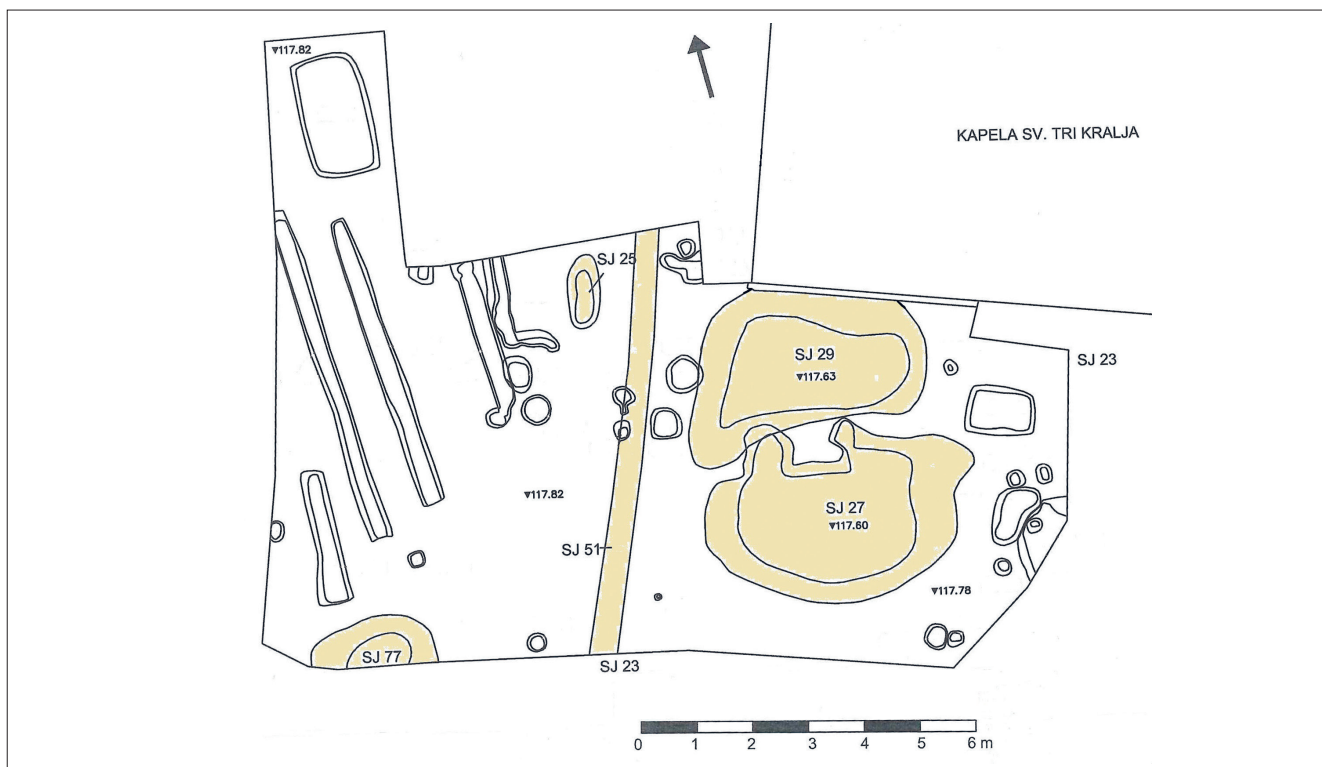 ▾117.82
KAPELA SV. TRI KRALJA
SJ 25
SJ 29
▾117.63
SJ 23
▾117.82
SJ 27
▾117.60
SJ 51
▾117.78
SJ 77
SJ 23
0 1 2 3 4 5 6 m